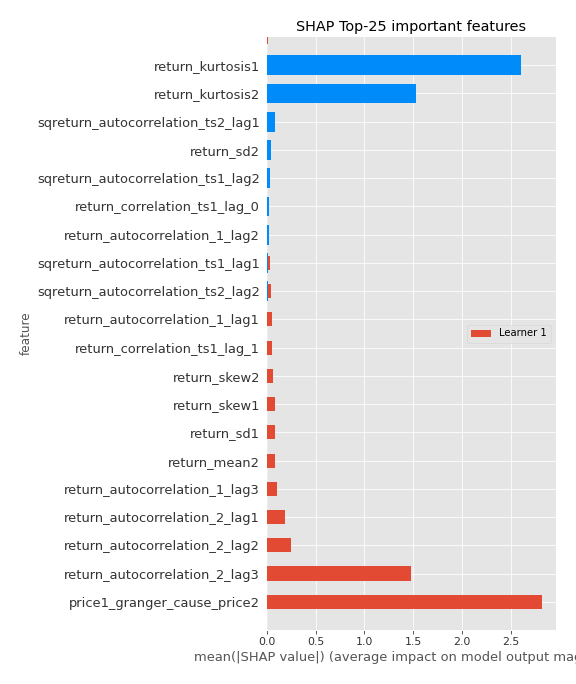 SHAP Top-25 important features
return_kurtosis1
return_kurtosis2
sqreturn_autocorrelation_ts2_lag1
return_sd2
sqreturn_autocorrelation_ts1_lag2
return_correlation_ts1_lag_0
return_autocorrelation_1_lag2
sqreturn_autocorrelation_ts1_lag1
sqreturn_autocorrelation_ts2_lag2
return_autocorrelation_1_lag1
return_correlation_ts1_lag_1
return_skew2
return_skew1
return_sd1
return_mean2
return_autocorrelation_1_lag3
return_autocorrelation_2_lag1
return_autocorrelation_2_lag2
return_autocorrelation_2_lag3
price1_granger_cause_price2
feature
Learner 1
0.0 0.5 1.0 1.5 2.0 2.5
mean(|SHAP value|) (average impact on model output mag